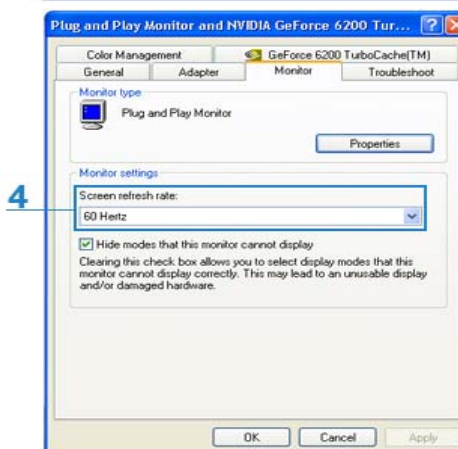 Plug and Play Monitor and NVIDIA GeForce 6200 Tur...
Color Management
GeForce 6200 TurboCache(TM)
General
Adapter
Monitor
Troubleshoot
Monitor type
Plug and Play Monitor
Properties
Monitor settings
4
Screen refresh rate:
60 Hertz
Hide modes that this monitor cannot display
Clearing this check box allows you to select display modes that this
monitor cannot display correctly. This may lead to an unusable display
and/or damaged hardware.
OK
Cancel
Apply